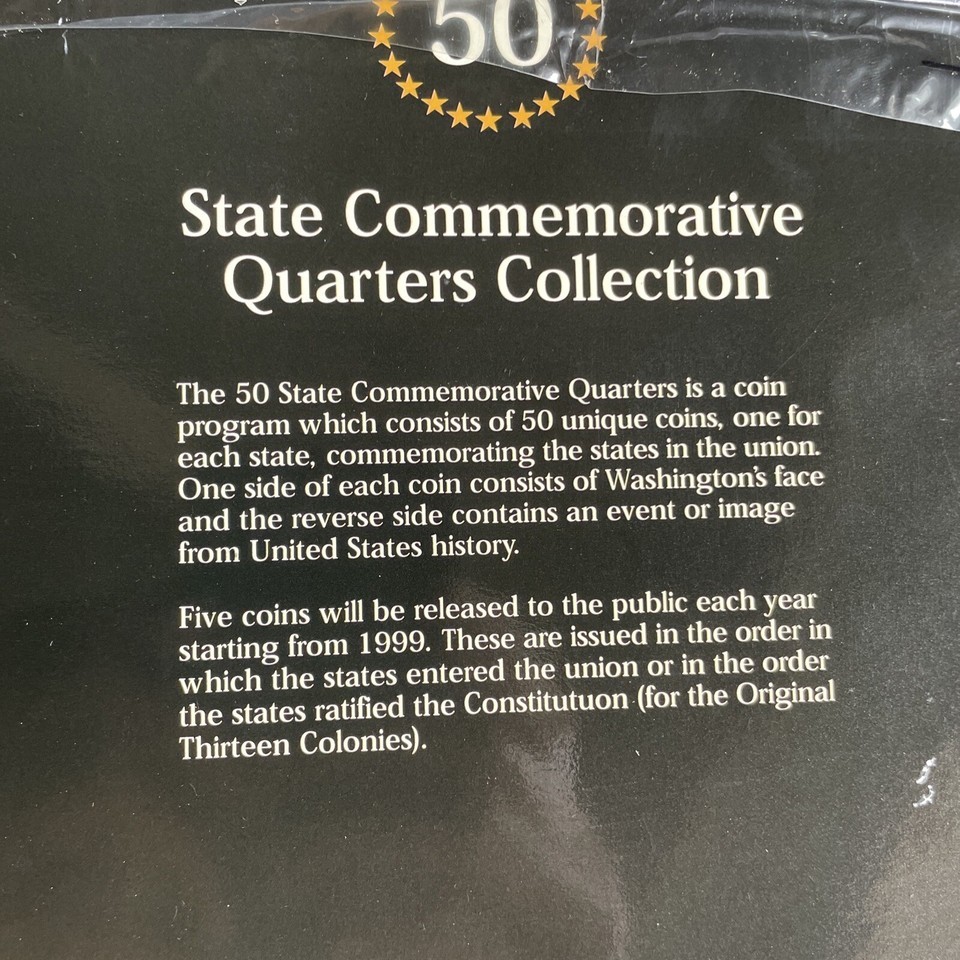 50
State Commemorative
Quarters Collection
The 50 State Commemorative Quarters is a coin
program which consists of 50 unique coins, one for
each state, commemorating the states in the union.
One side of each coin consists of Washington's face
and the reverse side contains an event or image
from United States history.
Five coins will be released to the public each year
starting from 1999. These are issued in the order in
which the states entered the union or in the order
the states ratified the Constitutuon (for the Original
Thirteen Colonies).